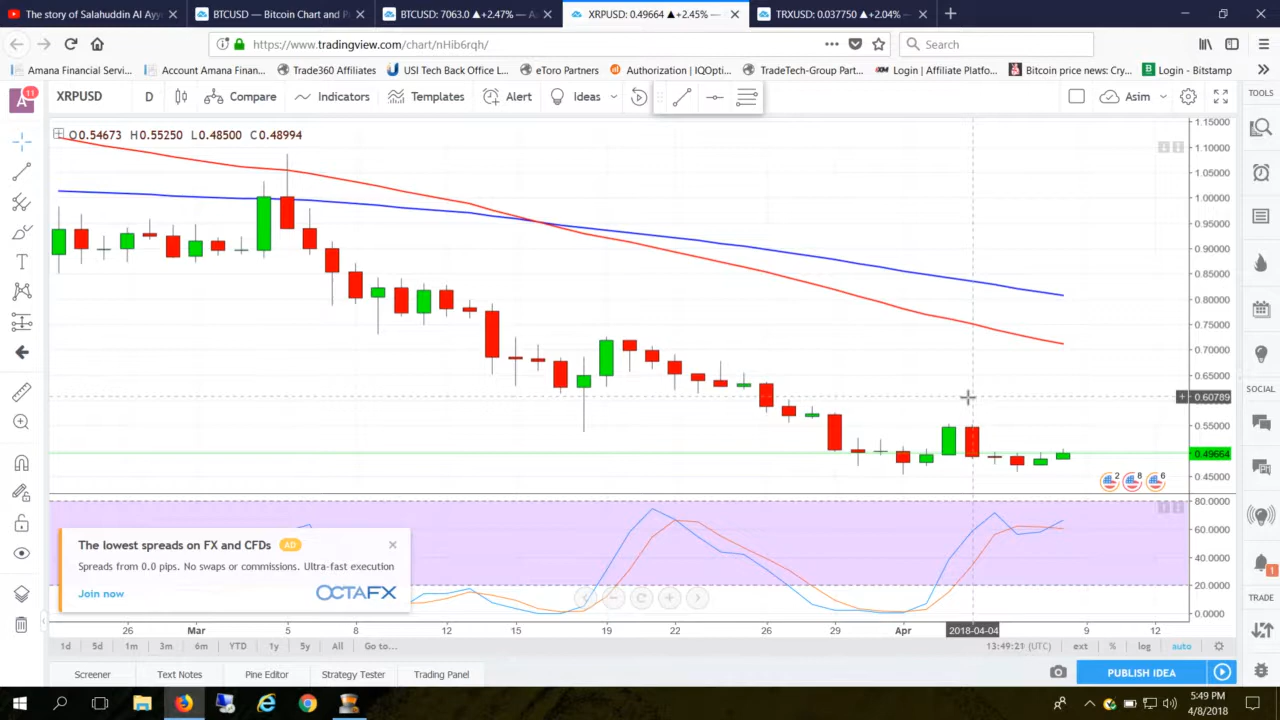 The story of Salahuddin Al Ayy
BTCUSD — Bitcoin Chart and P
BTCUSD: 7063.0 ▲+2.47% — A
XRPUSD: 0.49664 ▲+2.45% —
TRXUSD: 0.037750 ▲+2.04% —
https://www.tradingview.com/chart/nHib6rqh/
Search
Amana Financial Servi...
Account Amana Finan...
Trade360 Affiliates
USI Tech Back Office L...
eToro Partners
Authorization | IQOpti...
TradeTech-Group Part...
Login | Affiliate Platfo...
Bitcoin price news: Cry...
Login - Bitstamp
A 11
XRPUSD
D
Compare
Indicators
Templates
Alert
Ideas
Asim
TOOLS
O0.54673 H0.55250 L0.48500 C0.48994
1.15000
1.10000
1.05000
1.00000
0.95000
0.90000
0.85000
0.80000
0.75000
0.70000
0.65000
0.60789
0.55000
0.49664
0.45000
2
8
6
80.0000
60.0000
40.0000
20.0000
0.0000
SOCIAL
1
TRADE
The lowest spreads on FX and CFDs AD
Spreads from 0.0 pips. No swaps or commissions. Ultra-fast execution
Join now
OCTAFX
26
Mar
5
8
12
15
19
22
26
29
Apr
2018-04-04
9
12
1d
5d
1m
3m
6m
YTD
1y
5y
All
Go to...
13:49:21 (UTC)
ext
%
log
auto
Screener
Text Notes
Pine Editor
Strategy Tester
Trading Panel
PUBLISH IDEA
5:49 PM
4/8/2018